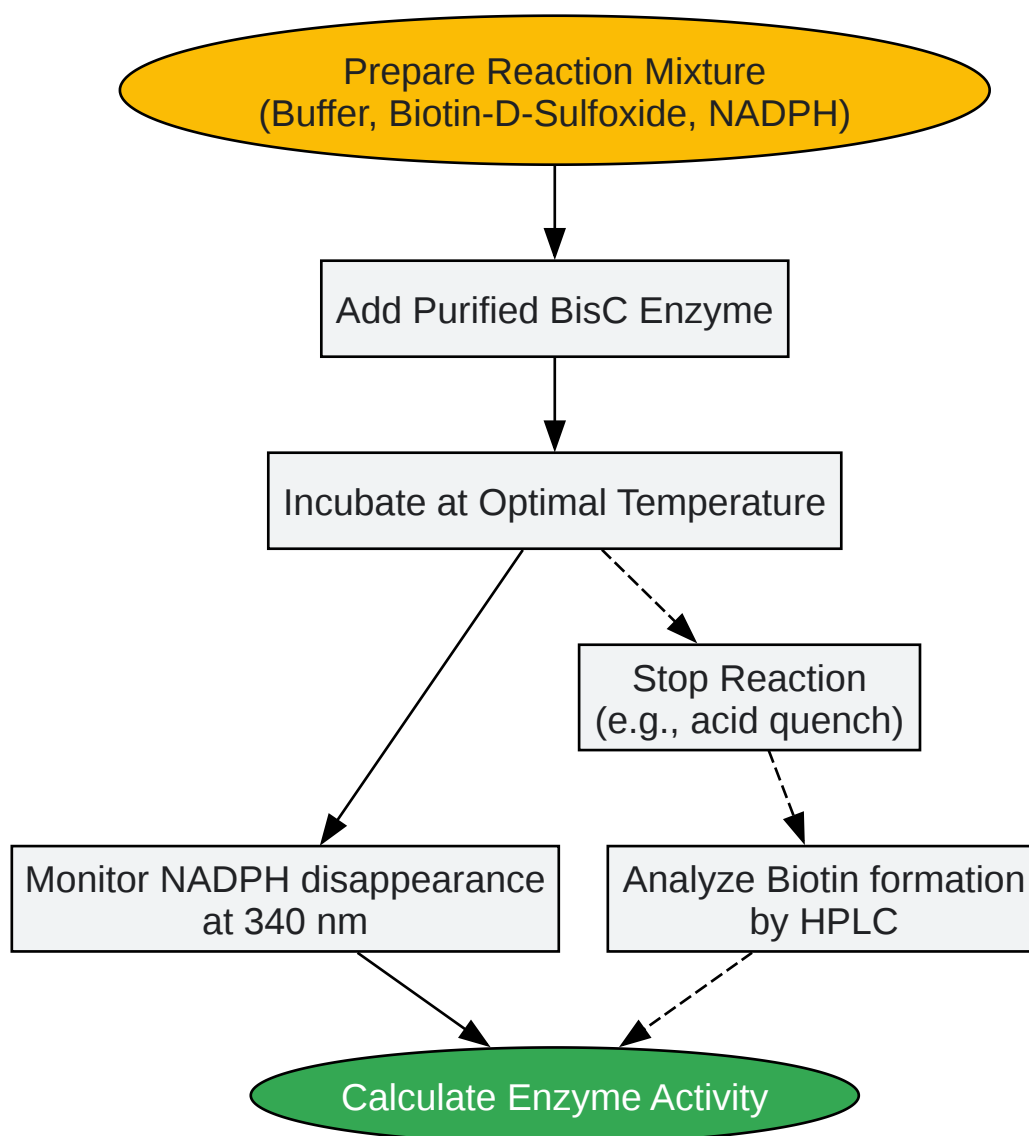 Prepare Reaction Mixture
(Buffer, Biotin-D-Sulfoxide, NADPH)
Add Purified BisC Enzyme
Incubate at Optimal Temperature
Stop Reaction
(e.g., acid quench)
Monitor NADPH disappearance
at 340 nm
Analyze Biotin formation
by HPLC
Calculate Enzyme Activity